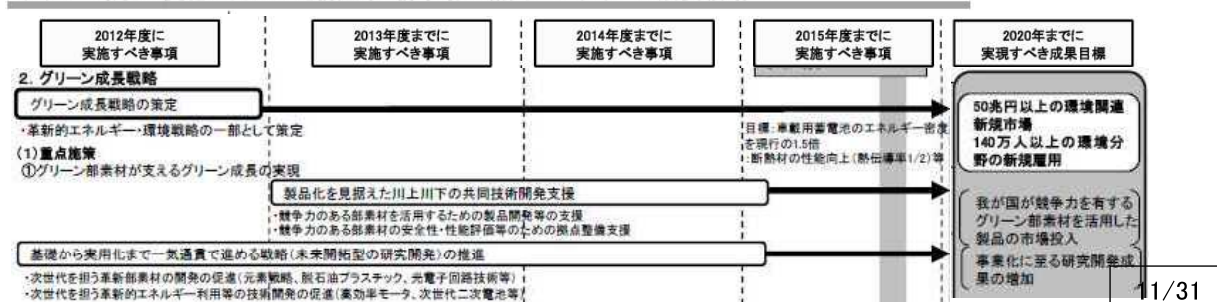 2012年度に
実施すべき事項
2013年度までに
実施すべき事項
2014年度までに
実施すべき事項
2015年度までに
実施すべき事項
2020年までに
実現すべき成果目標
2. グリーン成長戦略
グリーン成長戦略の策定
・革新的エネルギー・環境戦略の一部として策定
(1)重点施策
①グリーン部素材が支えるグリーン成長の実現
目標:車載用蓄電池のエネルギー密度
を現行の1.5倍
:断熱材の性能向上(熱伝導率1/2)等
50兆円以上の環境関連
新規市場
140万人以上の環境分
野の新規雇用
製品化を見据えた川上川下の共同技術開発支援
・競争力のある部素材を活用するための製品開発等の支援
・競争力のある部素材の安全性・性能評価等のための拠点整備支援
我が国が競争力を有する
グリーン部素材を活用した
製品の市場投入
基礎から実用化まで一気通貫で進める戦略(未来開拓型の研究開発)の推進
・次世代を担う革新部素材の開発の促進(元素戦略、脱石油プラスチック、光電子回路技術等)
・次世代を担う革新的エネルギー利用等の技術開発の促進(高効率モータ、次世代二次電池等)
事業化に至る研究開発成
果の増加
11/31